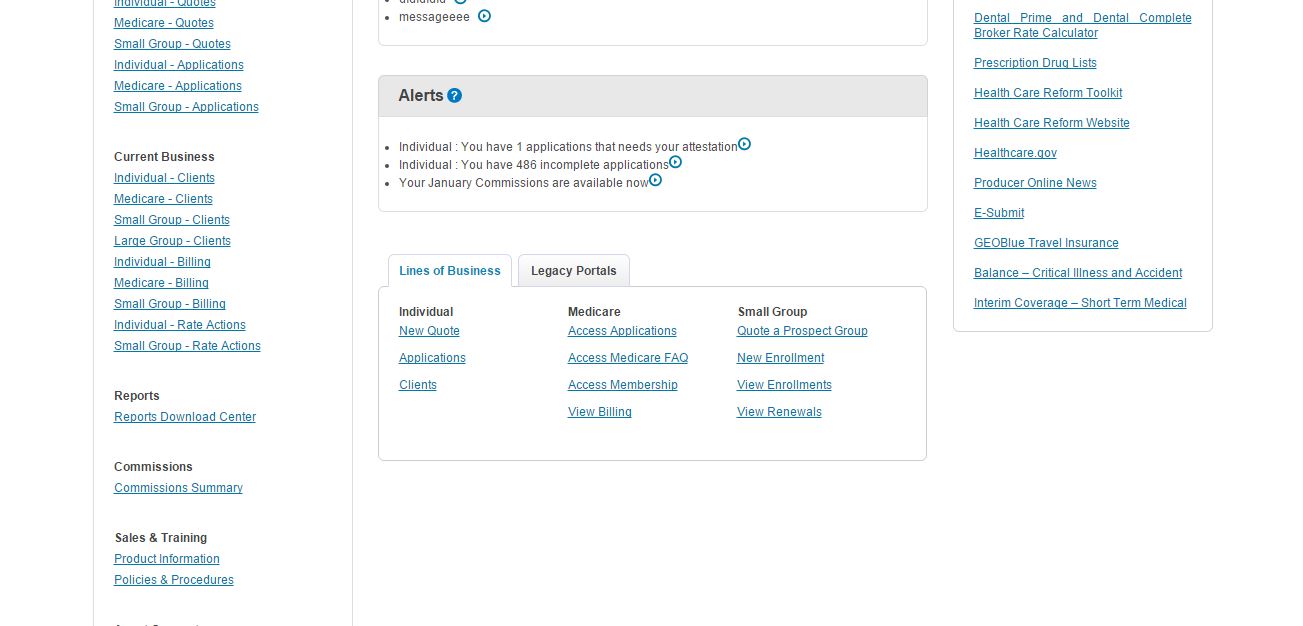 Individual - Quotes
Medicare - Quotes
Small Group - Quotes
Individual - Applications
Medicare - Applications
Small Group - Applications
Current Business
Individual - Clients
Medicare - Clients
Small Group - Clients
Large Group - Clients
Individual - Billing
Medicare - Billing
Small Group - Billing
Individual - Rate Actions
Small Group - Rate Actions
Reports
Reports Download Center
Commissions
Commissions Summary
Sales & Training
Product Information
Policies & Procedures
messageeee
Alerts ?
Individual : You have 1 applications that needs your attestation
Individual : You have 486 incomplete applications
Your January Commissions are available now
Lines of Business
Legacy Portals
Individual
New Quote
Applications
Clients
Medicare
Access Applications
Access Medicare FAQ
Access Membership
View Billing
Small Group
Quote a Prospect Group
New Enrollment
View Enrollments
View Renewals
Dental Prime and Dental Complete
Broker Rate Calculator
Prescription Drug Lists
Health Care Reform Toolkit
Health Care Reform Website
Healthcare.gov
Producer Online News
E-Submit
GEOBlue Travel Insurance
Balance – Critical Illness and Accident
Interim Coverage – Short Term Medical